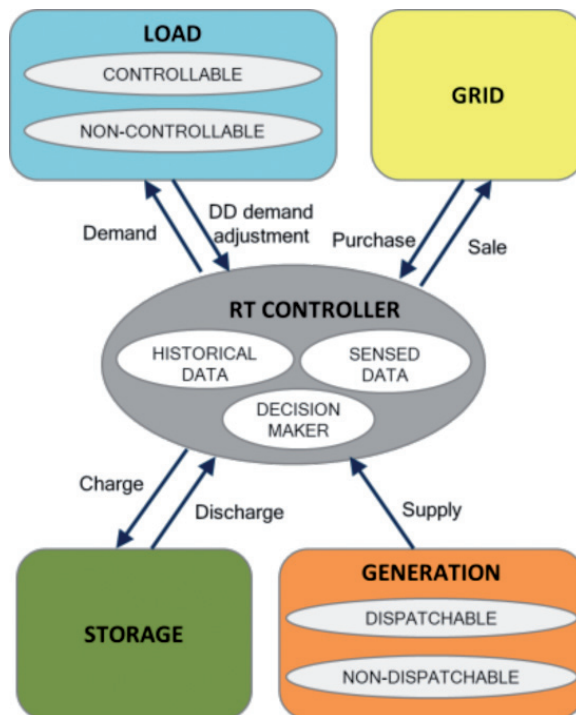 LOAD
CONTROLLABLE
NON-CONTROLLABLE
GRID
Demand
DD demand
adjustment
Purchase
Sale
RT CONTROLLER
HISTORICAL
DATA
SENSED
DATA
DECISION
MAKER
Charge
Discharge
Supply
STORAGE
GENERATION
DISPATCHABLE
NON-DISPATCHABLE